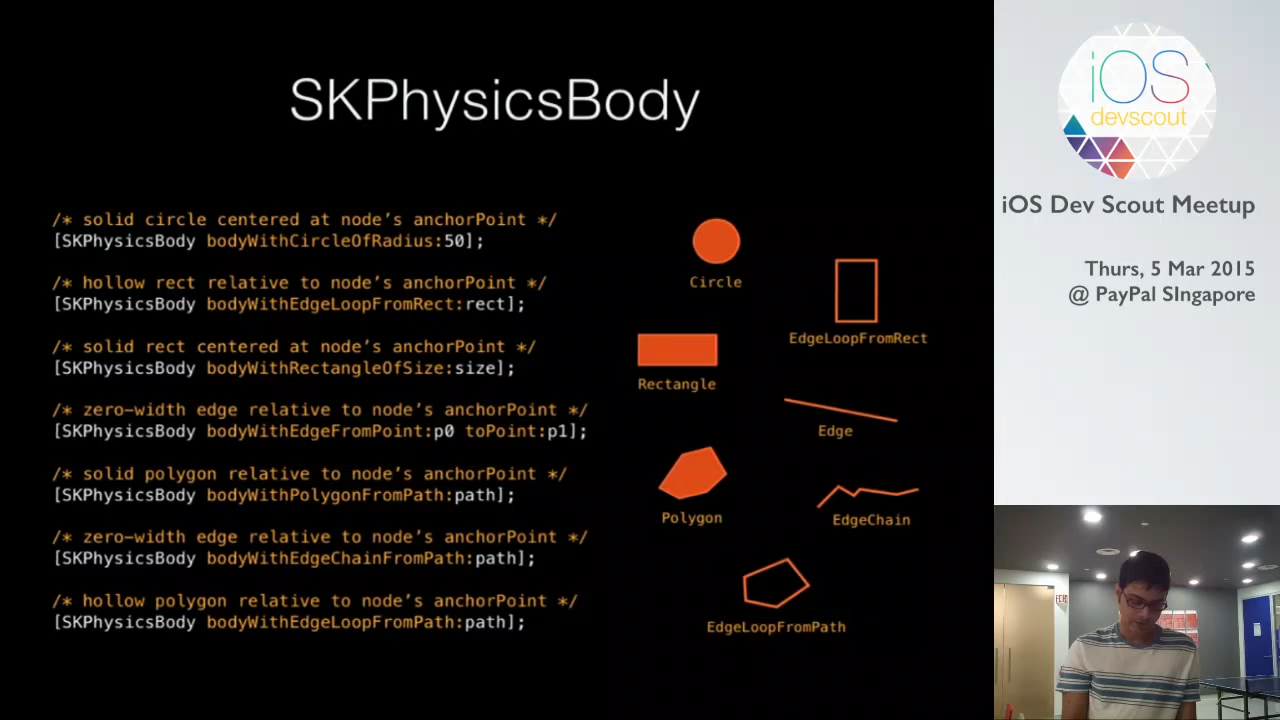 SKPhysicsBody
/* solid circle centered at node's anchorPoint */
[SKPhysicsBody bodyWithCircleOfRadius:50];
/* hollow rect relative to node's anchorPoint */
[SKPhysicsBody bodyWithEdgeLoopFromRect:rect];
/* solid rect centered at node's anchorPoint */
[SKPhysicsBody bodyWithRectangleOfSize:size];
/* zero-width edge relative to node's anchorPoint */
[SKPhysicsBody bodyWithEdgeFromPoint:p0 toPoint:p1];
/* solid polygon relative to node's anchorPoint */
[SKPhysicsBody bodyWithPolygonFromPath:path];
/* zero-width edge relative to node's anchorPoint */
[SKPhysicsBody bodyWithEdgeChainFromPath:path];
/* hollow polygon relative to node's anchorPoint */
[SKPhysicsBody bodyWithEdgeLoopFromPath:path];
Circle
EdgeLoopFromRect
Rectangle
Edge
Polygon
EdgeChain
EdgeLoopFromPath
iOS
devscout
iOS Dev Scout Meetup
Thurs, 5 Mar 2015
@ PayPal SIngapore